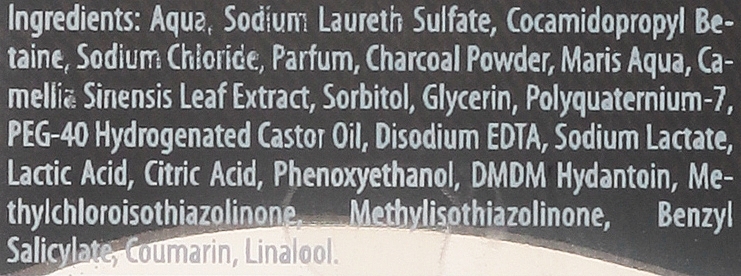 Ingredients: Aqua, Sodium Laureth Sulfate, Cocamidopropyl Be-
taine, Sodium Chloride, Parfum, Charcoal Powder, Maris Aqua, Ca-
mellia Sinensis Leaf Extract, Sorbitol, Glycerin, Polyquaternium-7,
PEG-40 Hydrogenated Castor Oil, Disodium EDTA, Sodium Lactate,
Lactic Acid, Citric Acid, Phenoxyethanol, DMDM Hydantoin, Me-
thylchloroisothiazolinone, Methylisothiazolinone, Benzyl
Salicylate, Coumarin, Linalool.